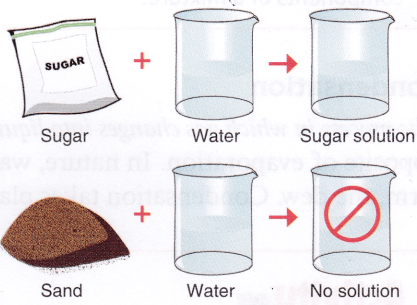 SUGAR
Sugar + Water → Sugar solution
Sand + Water → No solution